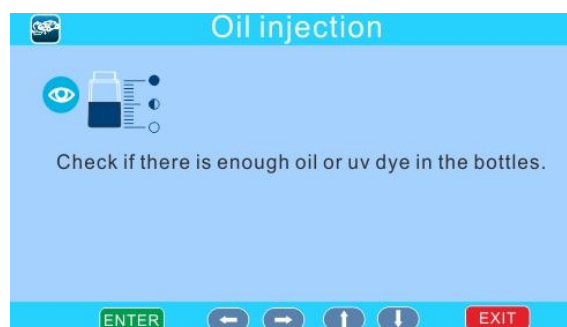 Oil injection
Check if there is enough oil or uv dye in the bottles.
ENTER EXIT